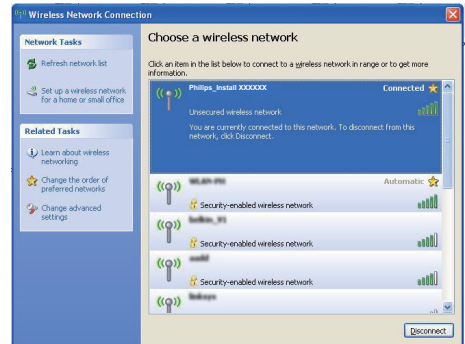 Wireless Network Connection
Network Tasks
Refresh network list
Set up a wireless network
for a home or small office
Related Tasks
Learn about wireless
networking
Change the order of
preferred networks
Change advanced
settings
Choose a wireless network
Click an item in the list below to connect to a wireless network in range or to get more
information.
Philips_Install XXXXXX
Connected
Unsecured wireless network
You are currently connected to this network. To disconnect from this
network, click Disconnect.
Automatic
Security-enabled wireless network
Security-enabled wireless network
Security-enabled wireless network
Disconnect